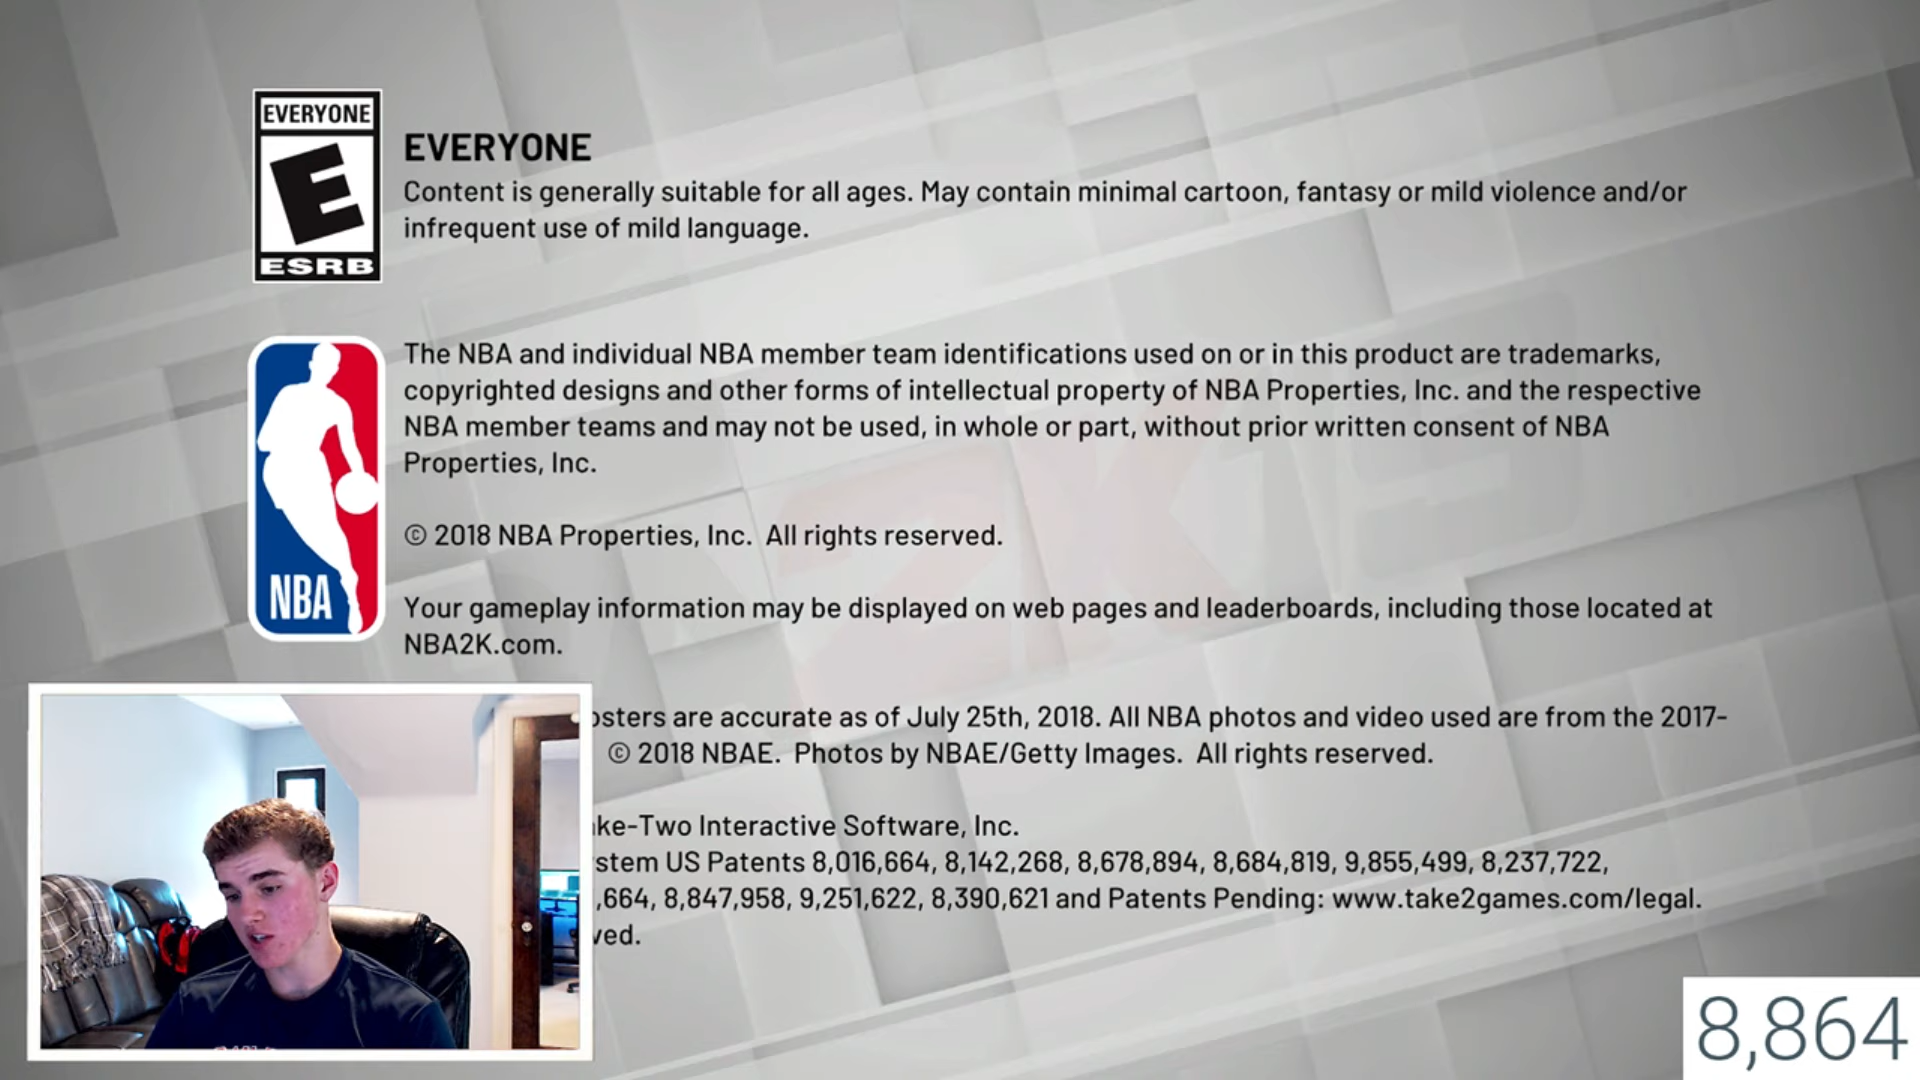 EVERYONE
E
ESRB
EVERYONE
Content is generally suitable for all ages. May contain minimal cartoon, fantasy or mild violence and/or
infrequent use of mild language.
The NBA and individual NBA member team identifications used on or in this product are trademarks,
copyrighted designs and other forms of intellectual property of NBA Properties, Inc. and the respective
NBA member teams and may not be used, in whole or part, without prior written consent of NBA
Properties, Inc.
© 2018 NBA Properties, Inc. All rights reserved.
NBA
Your gameplay information may be displayed on web pages and leaderboards, including those located at
NBA2K.com.
osters are accurate as of July 25th, 2018. All NBA photos and video used are from the 2017-
© 2018 NBAE. Photos by NBAE/Getty Images. All rights reserved.
ke-Two Interactive Software, Inc.
stem US Patents 8,016,664, 8,142,268, 8,678,894, 8,684,819, 9,855,499, 8,237,722,
,664, 8,847,958, 9,251,622, 8,390,621 and Patents Pending: www.take2games.com/legal.
ved.
8,864